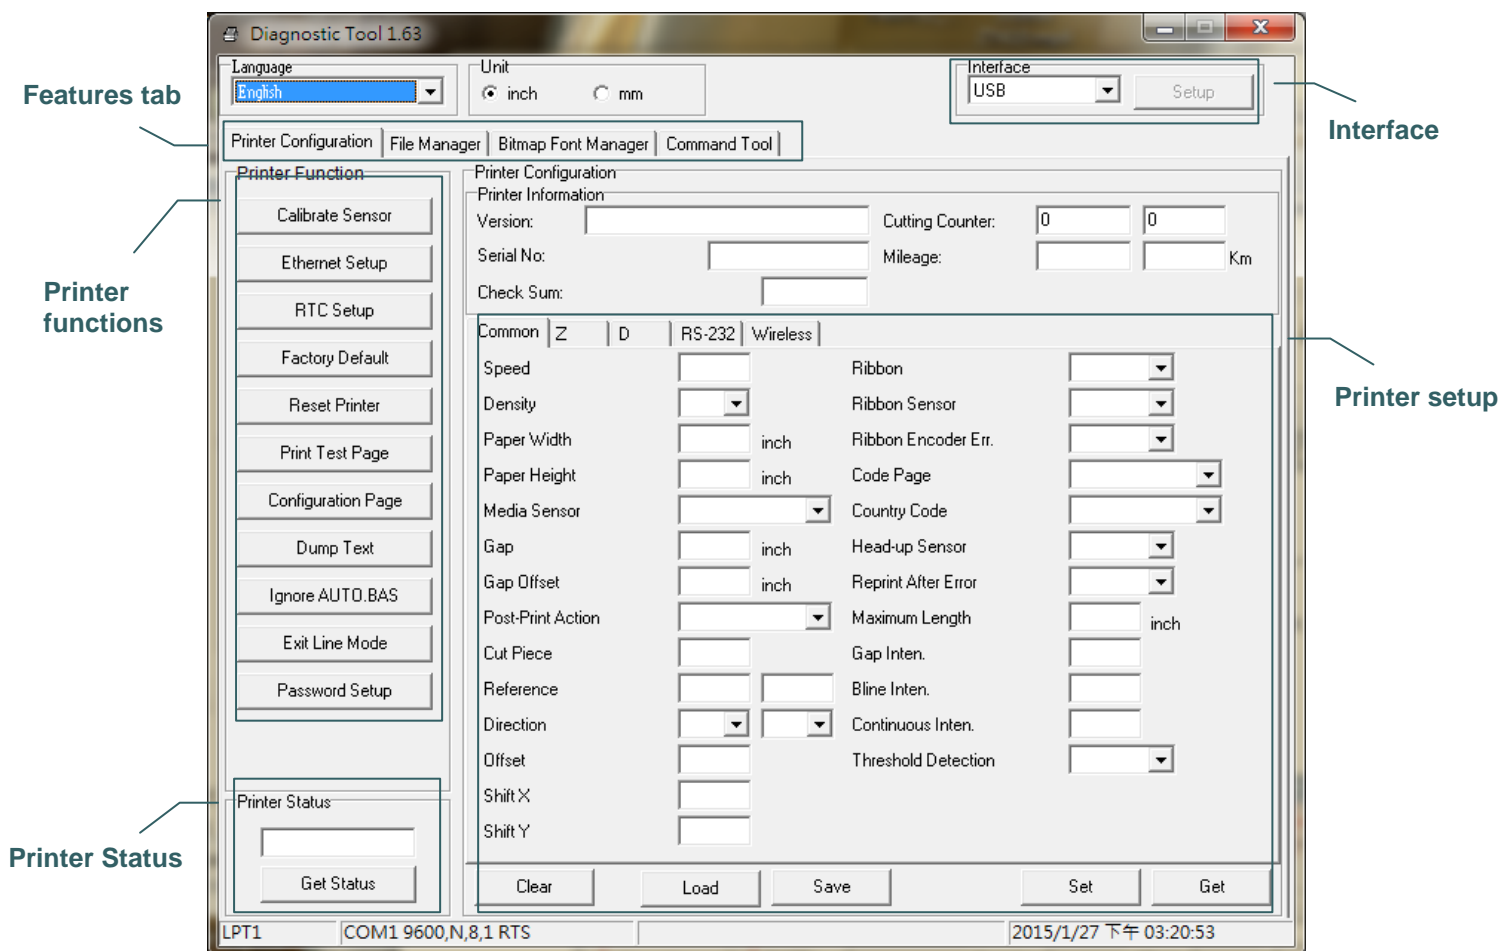 Diagnostic Tool 1.63
Language
English
Unit
inch
mm
Interface
USB
Setup
Features tab
Interface
Printer Configuration
File Manager
Bitmap Font Manager
Command Tool
Printer Function
Calibrate Sensor
Ethernet Setup
RTC Setup
Factory Default
Reset Printer
Print Test Page
Configuration Page
Dump Text
Ignore AUTO.BAS
Exit Line Mode
Password Setup
Printer functions
Printer Configuration
Printer Information
Version:
Cutting Counter: 0 0
Serial No:
Mileage: Km
Check Sum:
Common Z D RS-232 Wireless
Speed
Density
Paper Width inch
Paper Height inch
Media Sensor
Gap inch
Gap Offset inch
Post-Print Action
Cut Piece
Reference
Direction
Offset
Shift X
Shift Y
Ribbon
Ribbon Sensor
Ribbon Encoder Err.
Code Page
Country Code
Head-up Sensor
Reprint After Error
Maximum Length inch
Gap Inten.
Bline Inten.
Continuous Inten.
Threshold Detection
Printer setup
Printer Status
Get Status
Printer Status
Clear
Load
Save
Set
Get
LPT1
COM1 9600,N,8,1 RTS
2015/1/27 下午 03:20:53